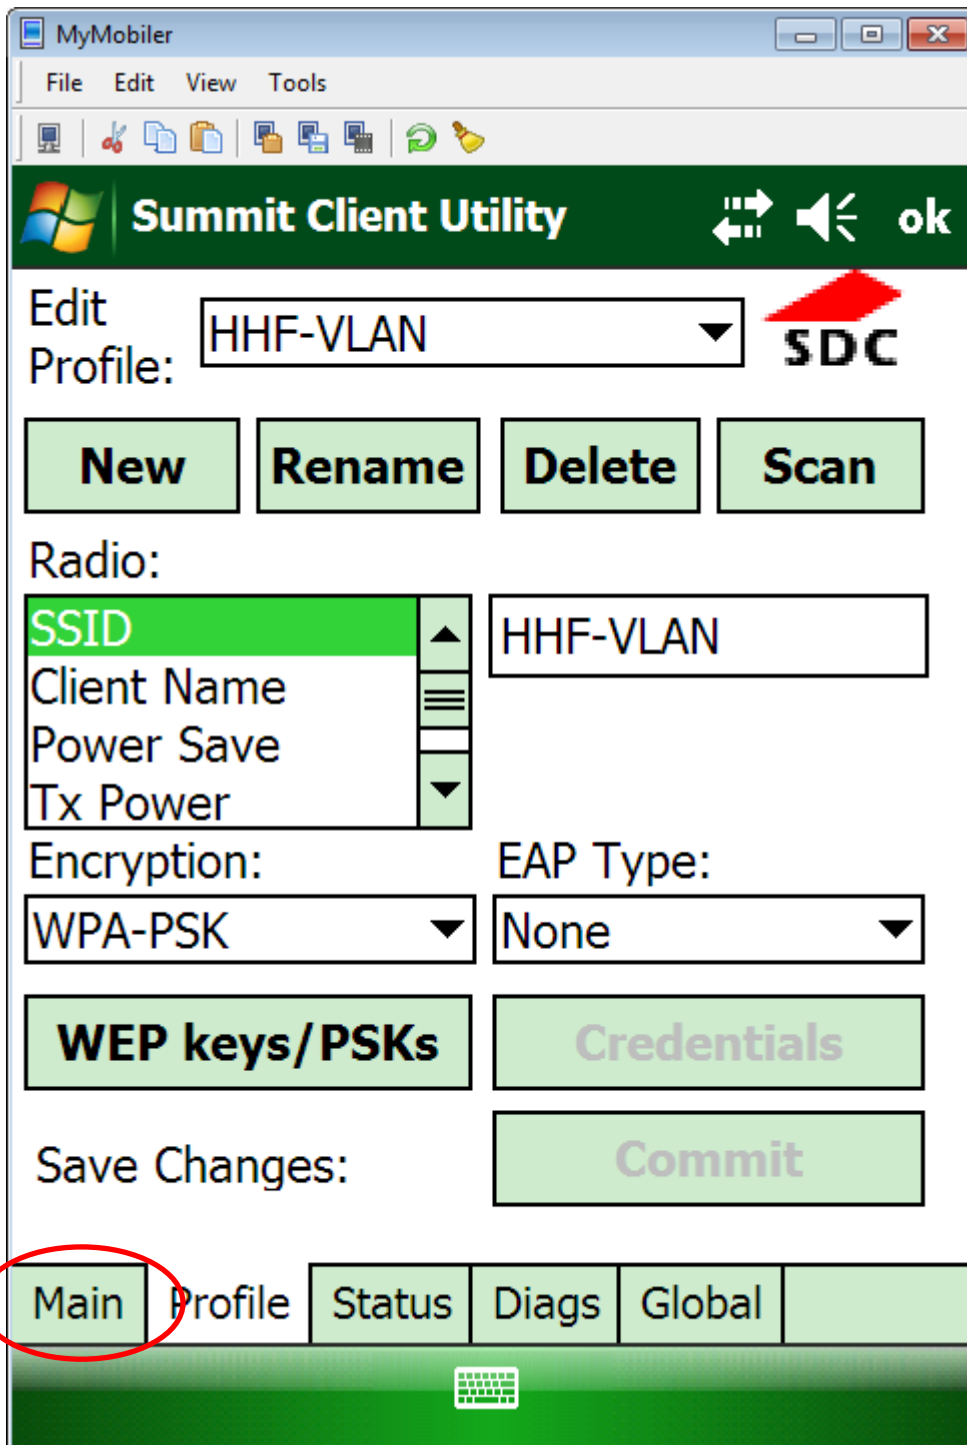 MyMobiler
File Edit View Tools
Summit Client Utility ok
Edit
Profile:
HHF-VLAN
SDC
New Rename Delete Scan
Radio:
SSID
HHF-VLAN
Client Name
Power Save
Tx Power
Encryption: EAP Type:
WPA-PSK None
WEP keys/PSKs Credentials
Save Changes: Commit
Main Profile Status Diags Global